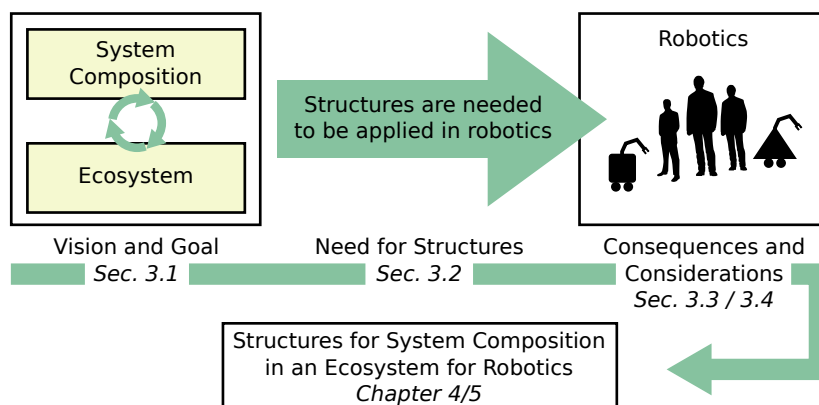 System
Composition
Ecosystem
Structures are needed
to be applied in robotics
Robotics
Vision and Goal
Sec. 3.1
Need for Structures
Sec. 3.2
Consequences and
Considerations
Sec. 3.3 / 3.4
Structures for System Composition
in an Ecosystem for Robotics
Chapter 4/5